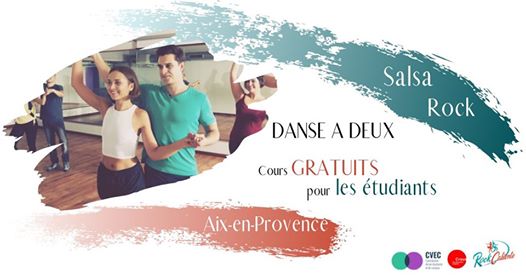 Salsa
Rock
DANSE A DEUX
Cours GRATUITS
pour les étudiants
Aix-en-Provence
CVEC